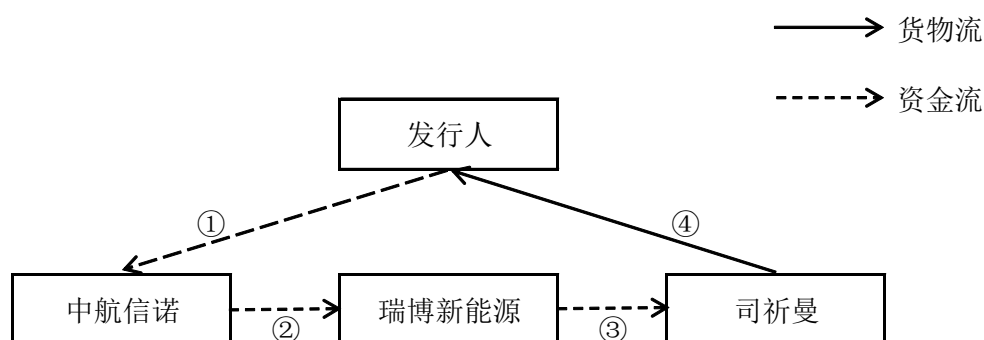 货物流
资金流
发行人
①
④
中航信诺
②
瑞博新能源
③
司祈曼